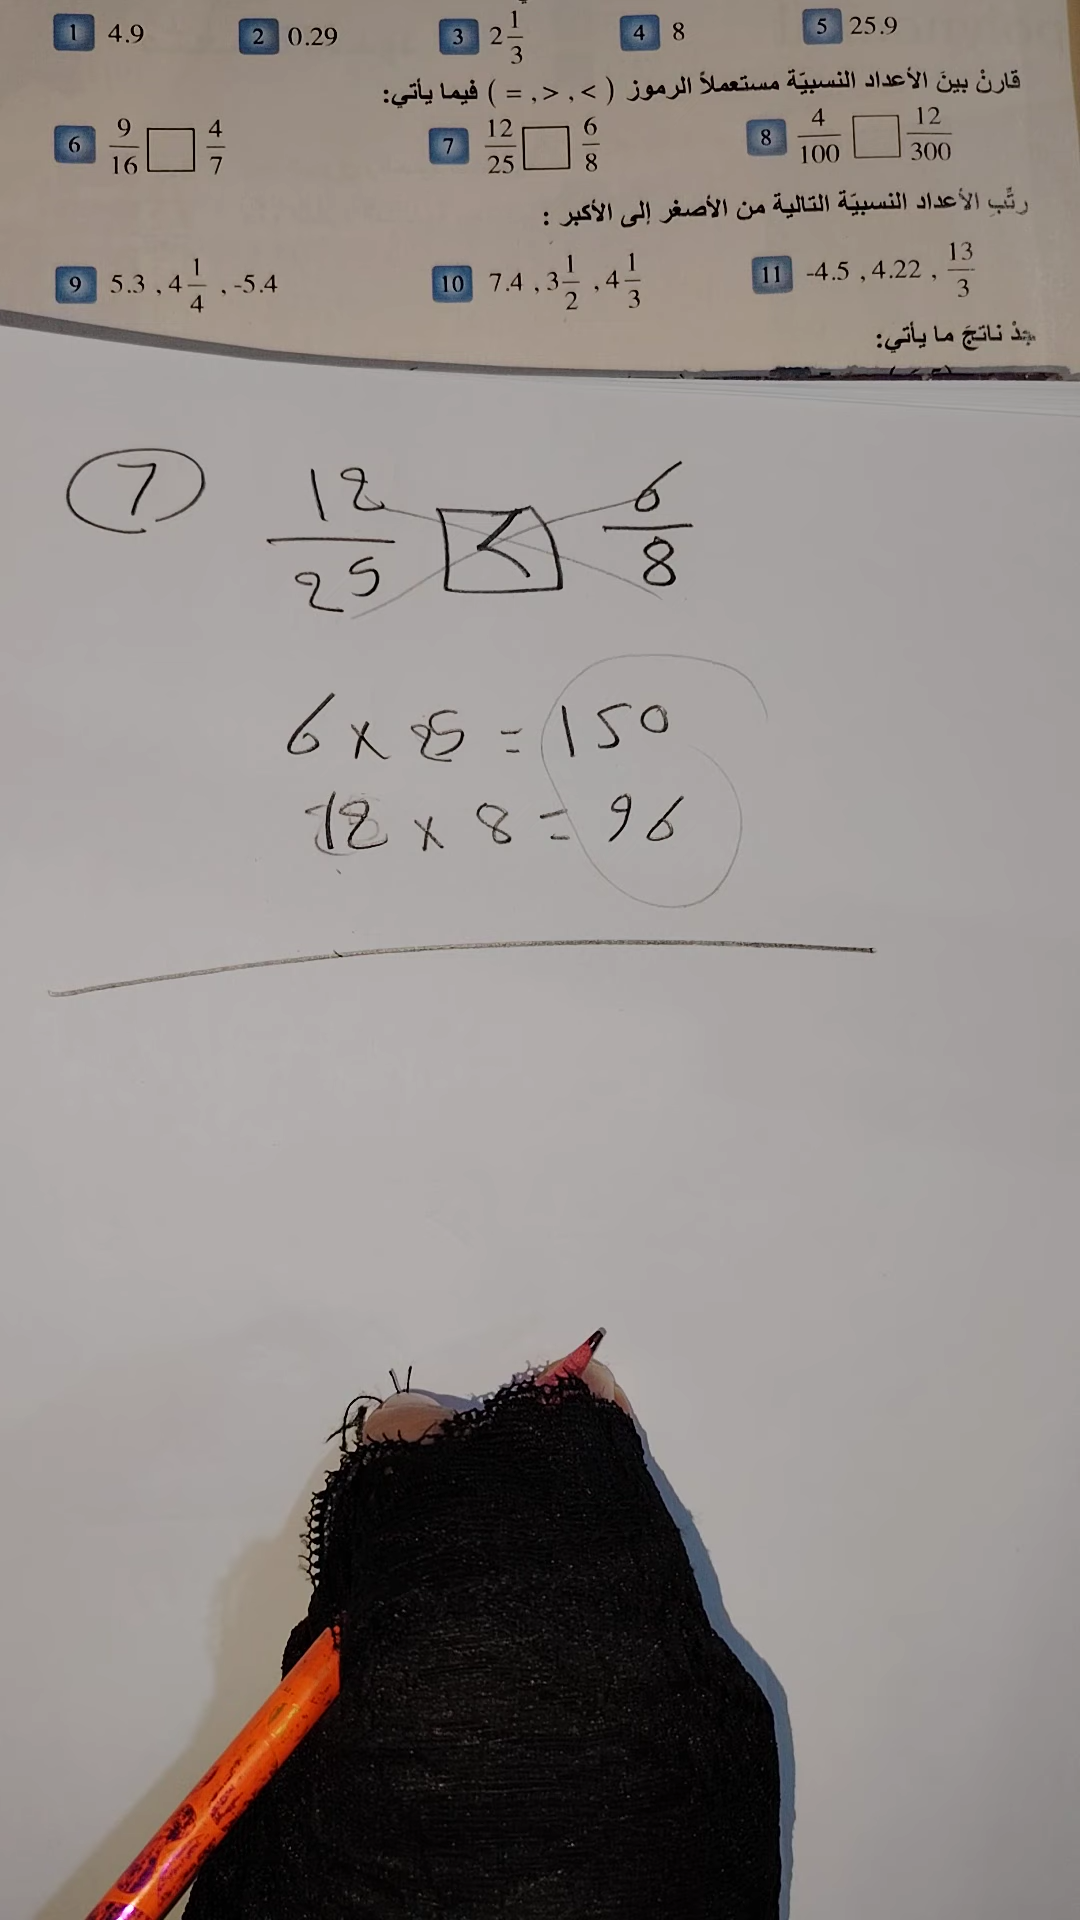 1 4.9 2 0.29 3 2 1/3 4 8 5 25.9
قارنْ بينَ الأعداد النسبيّة مستعملاً الرموز ( > , < , = ) فيما يأتي:
6 9/16 □ 4/7 7 12/25 □ 6/8 8 4/100 □ 12/300
رتِّبِ الأعداد النسبيّة التالية من الأصغر إلى الأكبر :
9 5.3 , 4 1/4 , -5.4 10 7.4 , 3 1/2 , 4 1/3 11 -4.5 , 4.22 , 13/3
جدْ ناتجَ ما يأتي:
7 12/25 < 6/8
6 x 25 = 150
12 x 8 = 96